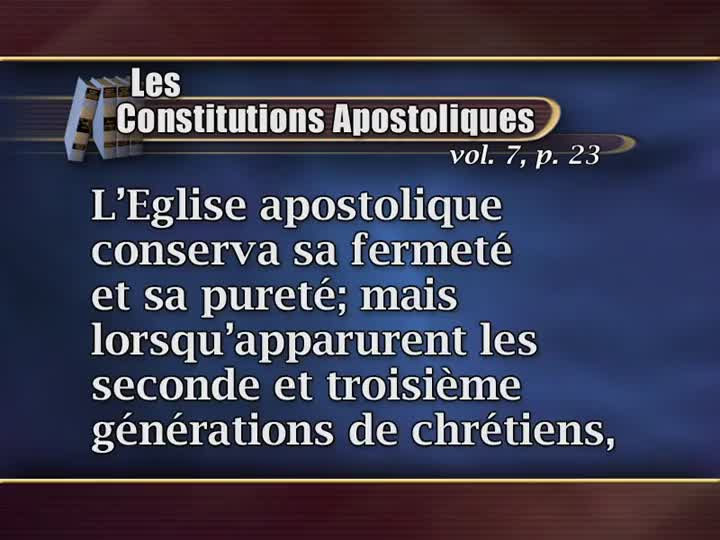 Les
Constitutions Apostoliques
vol. 7, p. 23
L’Eglise apostolique
conserva sa fermeté
et sa pureté; mais
lorsqu’apparurent les
seconde et troisième
générations de chrétiens,